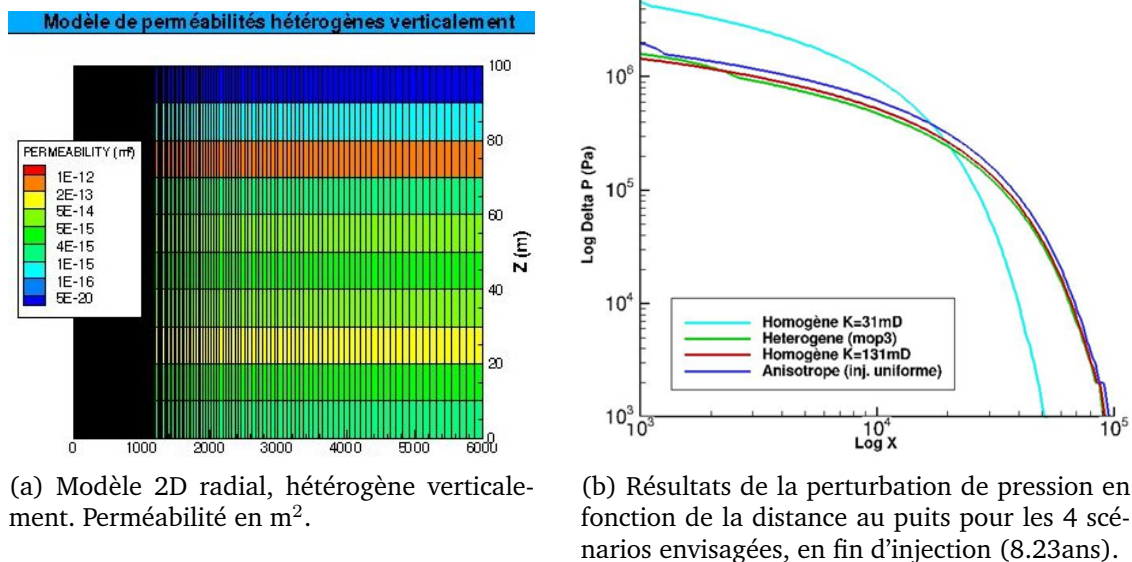 Modèle de perméabilités hétérogènes verticalement
PERMEABILITY (m²)
1E-12
2E-13
5E-14
5E-15
4E-15
1E-15
1E-16
5E-20
100
80
60
40
20
0
Z (m)
0 1000 2000 3000 4000 5000 6000
(a) Modèle 2D radial, hétérogène verticale-
ment. Perméabilité en m².
Log Delta P (Pa)
10⁶
10⁵
10⁴
10³
Homogène K=31mD
Heterogene (mop3)
Homogène K=131mD
Anisotrope (inj. uniforme)
10³ 10⁴ 10⁵
Log X
(b) Résultats de la perturbation de pression en
fonction de la distance au puits pour les 4 scé-
narios envisagées, en fin d'injection (8.23ans).